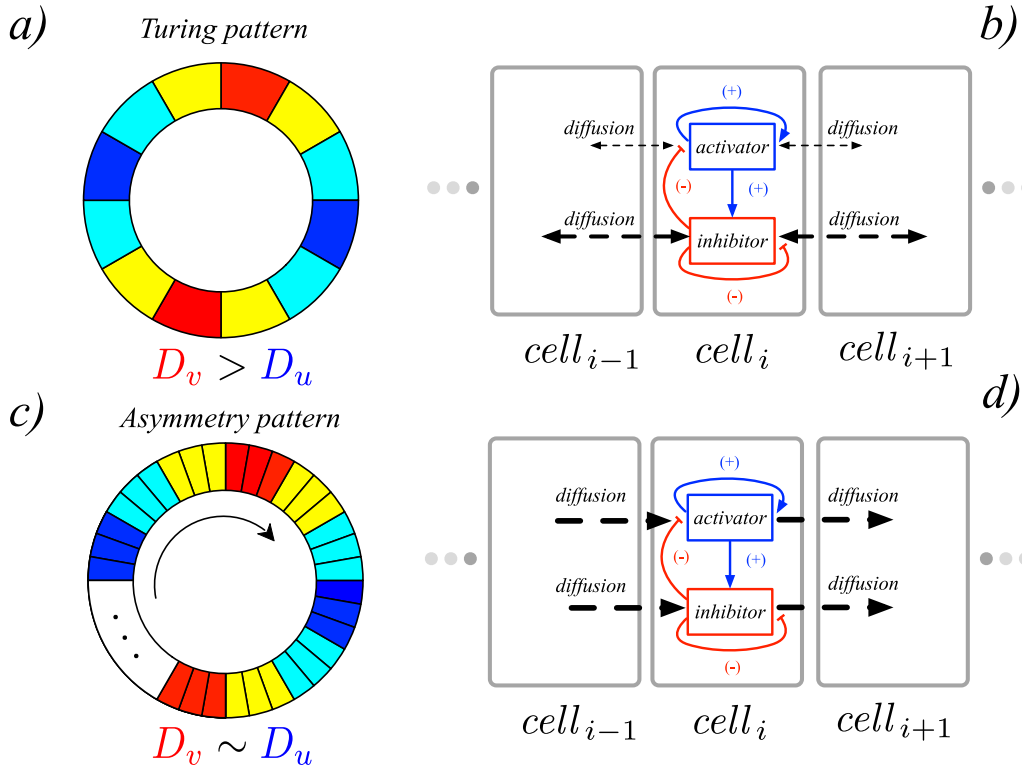 a)
Turing pattern
D_v > D_u
b)
(+)
diffusion
activator
diffusion
(-)
(+)
diffusion
inhibitor
diffusion
(-)
cell_{i-1}
cell_i
cell_{i+1}
c)
Asymmetry pattern
D_v ∼ D_u
d)
(+)
diffusion
activator
diffusion
(-)
(+)
diffusion
inhibitor
diffusion
(-)
cell_{i-1}
cell_i
cell_{i+1}